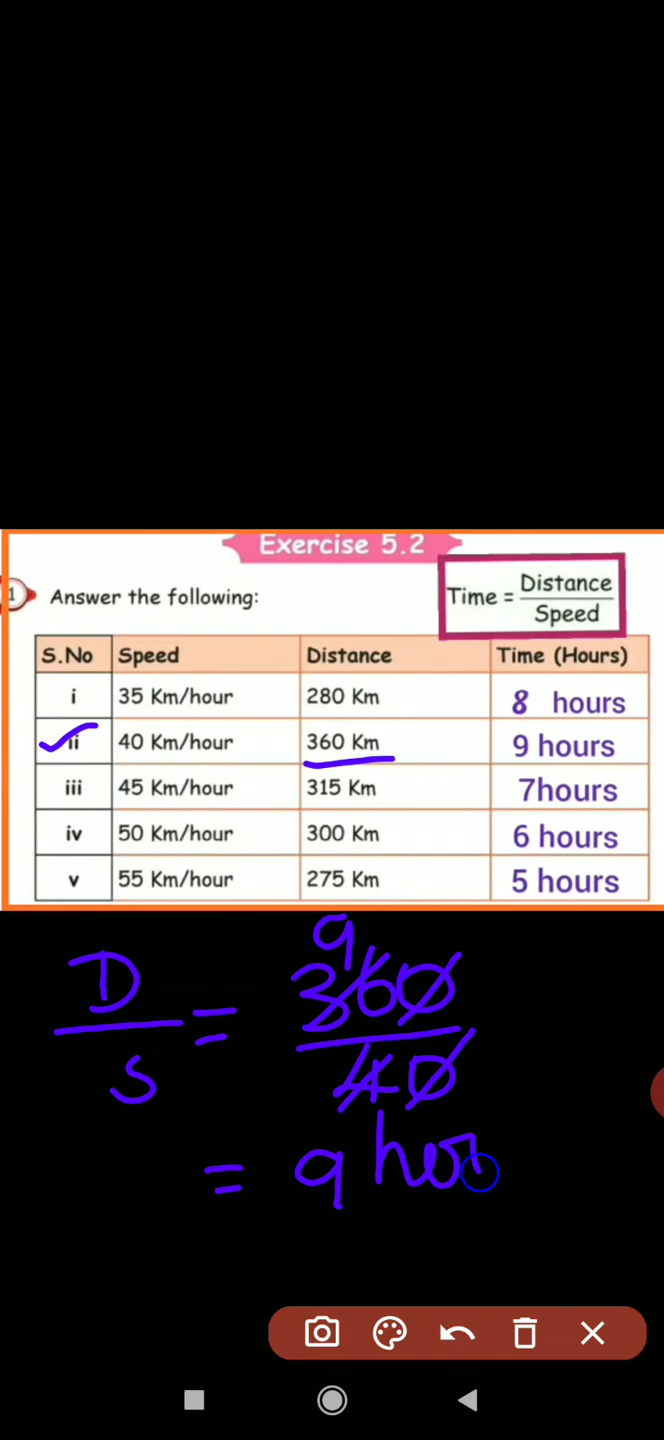 Exercise 5.2
1 Answer the following:
Time = Distance / Speed
S.No Speed Distance Time (Hours)
i 35 Km/hour 280 Km 8 hours
ii 40 Km/hour 360 Km 9 hours
iii 45 Km/hour 315 Km 7hours
iv 50 Km/hour 300 Km 6 hours
v 55 Km/hour 275 Km 5 hours
9
D / S = 360 / 40
= 9 hor